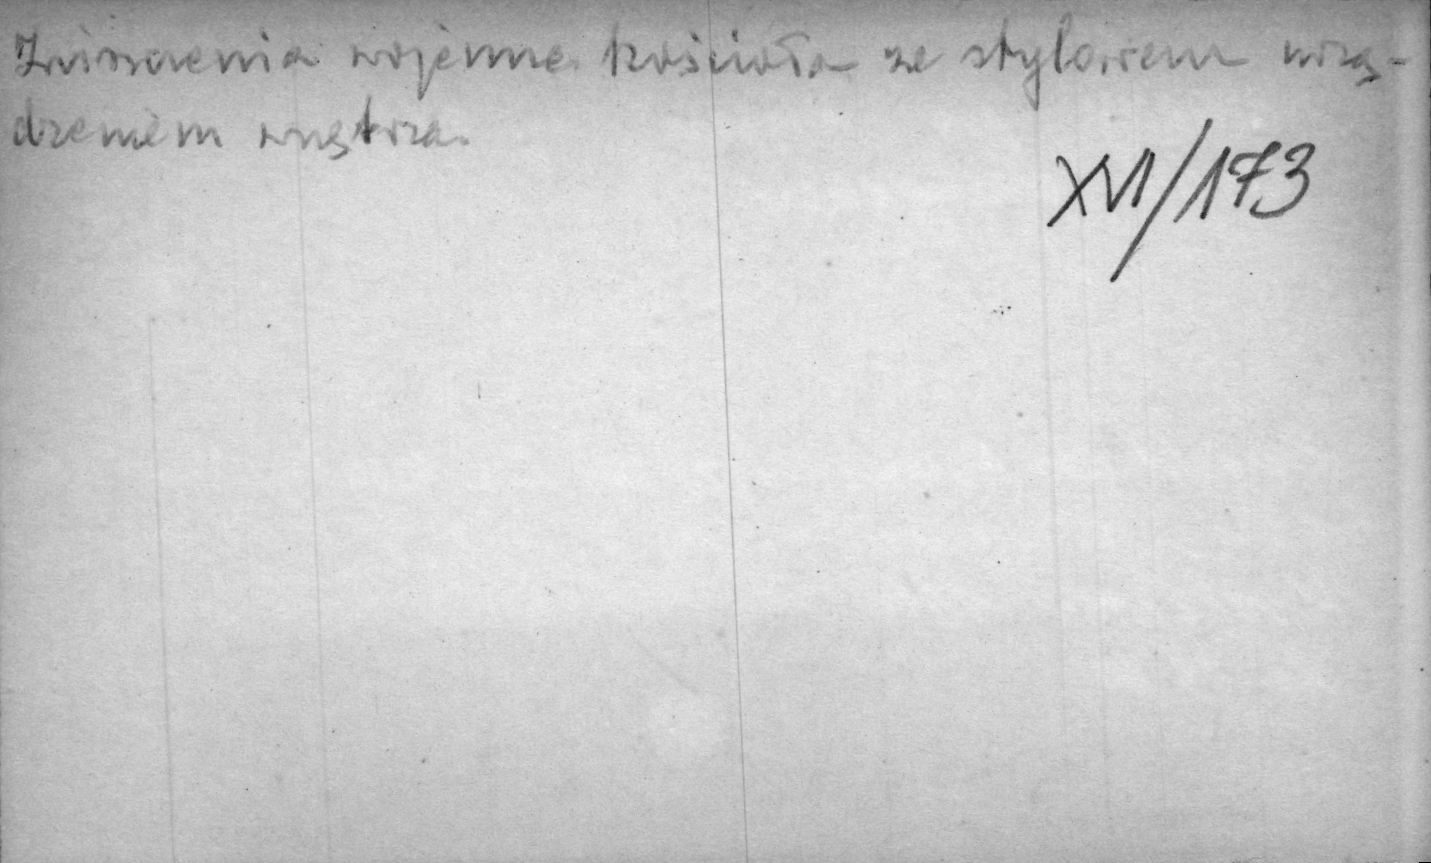 Zniszczenia wojenne kościoła ze stylowem urzą-
dzeniem wnętrza.
XVI/173